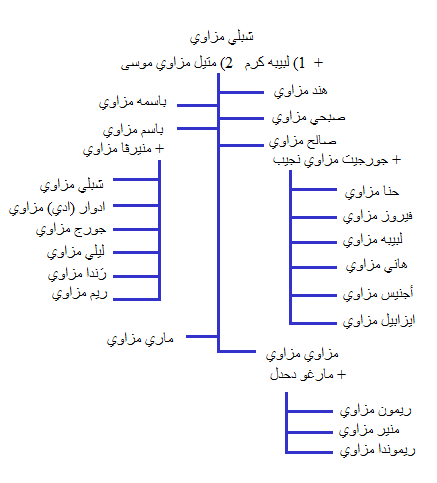 شبلي مزاوي
+ 1) لبيبه كرم 2) متيل مزاوي موسى
هند مزاوي
باسمه مزاوي
صبحي مزاوي
باسم مزاوي
+ منيرفا مزاوي
صالح مزاوي
+ جورجيت مزاوي نجيب
شبلي مزاوي
ادوار (ادي) مزاوي
جورج مزاوي
ليلي مزاوي
رندا مزاوي
ريم مزاوي
حنا مزاوي
فيروز مزاوي
لبيبه مزاوي
هاني مزاوي
أجنيس مزاوي
ايزابيل مزاوي
ماري مزاوي
مزاوي مزاوي
+ مارغو دحدل
ريمون مزاوي
منير مزاوي
ريموندا مزاوي